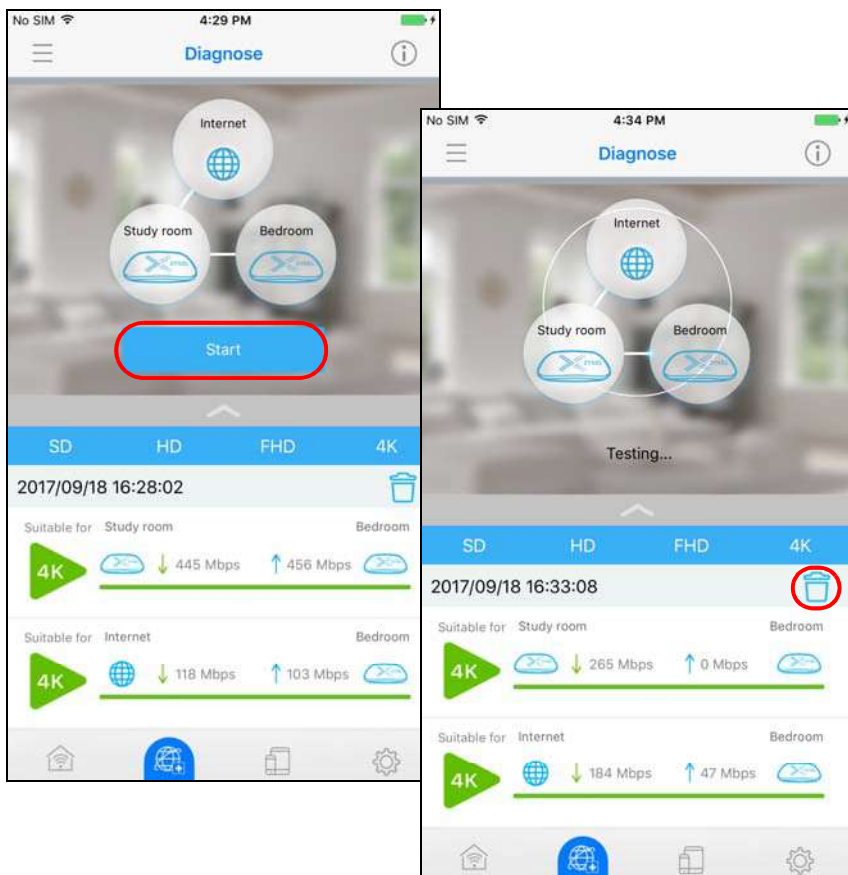 No SIM 4:29 PM
Diagnose
Internet
Study room Bedroom
ZYXEL ZYXEL
Start
SD HD FHD 4K
2017/09/18 16:28:02
Suitable for Study room Bedroom
4K 445 Mbps 456 Mbps
Suitable for Internet Bedroom
4K 118 Mbps 103 Mbps
No SIM 4:34 PM
Diagnose
Internet
Study room Bedroom
ZYXEL ZYXEL
Testing...
SD HD FHD 4K
2017/09/18 16:33:08
Suitable for Study room Bedroom
4K 265 Mbps 0 Mbps
Suitable for Internet Bedroom
4K 184 Mbps 47 Mbps